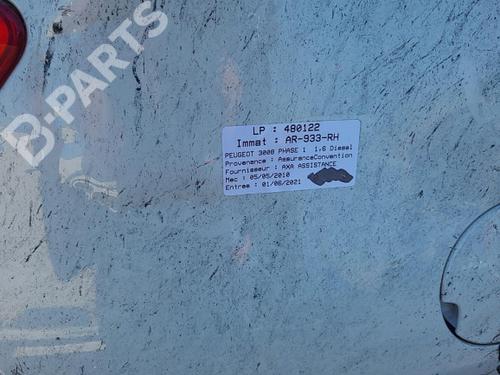 B-PARTS
LP : 480122
Immat : AR-933-RH
PEUGEOT 3008 PHASE 1 1,6 Diesel
Provenance : AssuranceConvention
Fournisseur : AXA ASSISTANCE
Mec : 05/05/2010
Entree : 01/06/2021